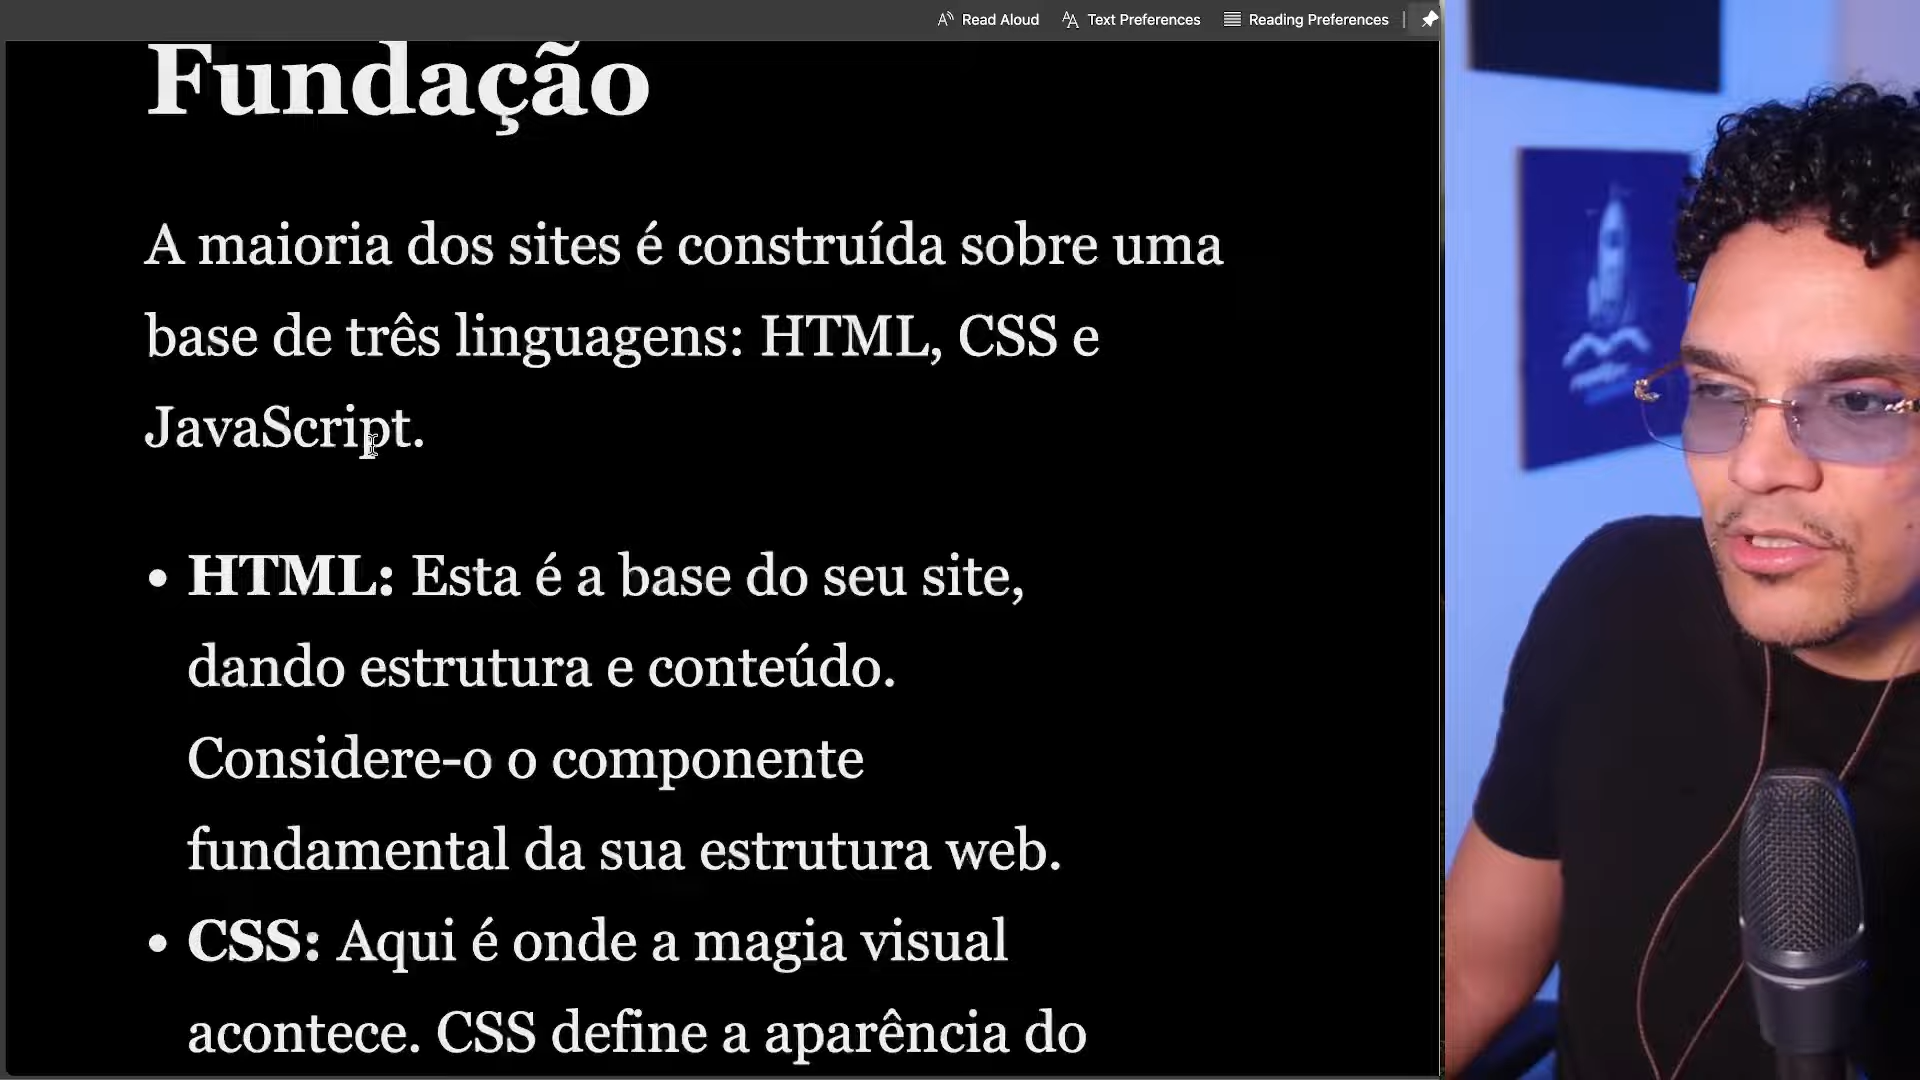 Read Aloud Text Preferences Reading Preferences
Fundação
A maioria dos sites é construída sobre uma
base de três linguagens: HTML, CSS e
JavaScript.
• HTML: Esta é a base do seu site,
dando estrutura e conteúdo.
Considere-o o componente
fundamental da sua estrutura web.
• CSS: Aqui é onde a magia visual
acontece. CSS define a aparência do